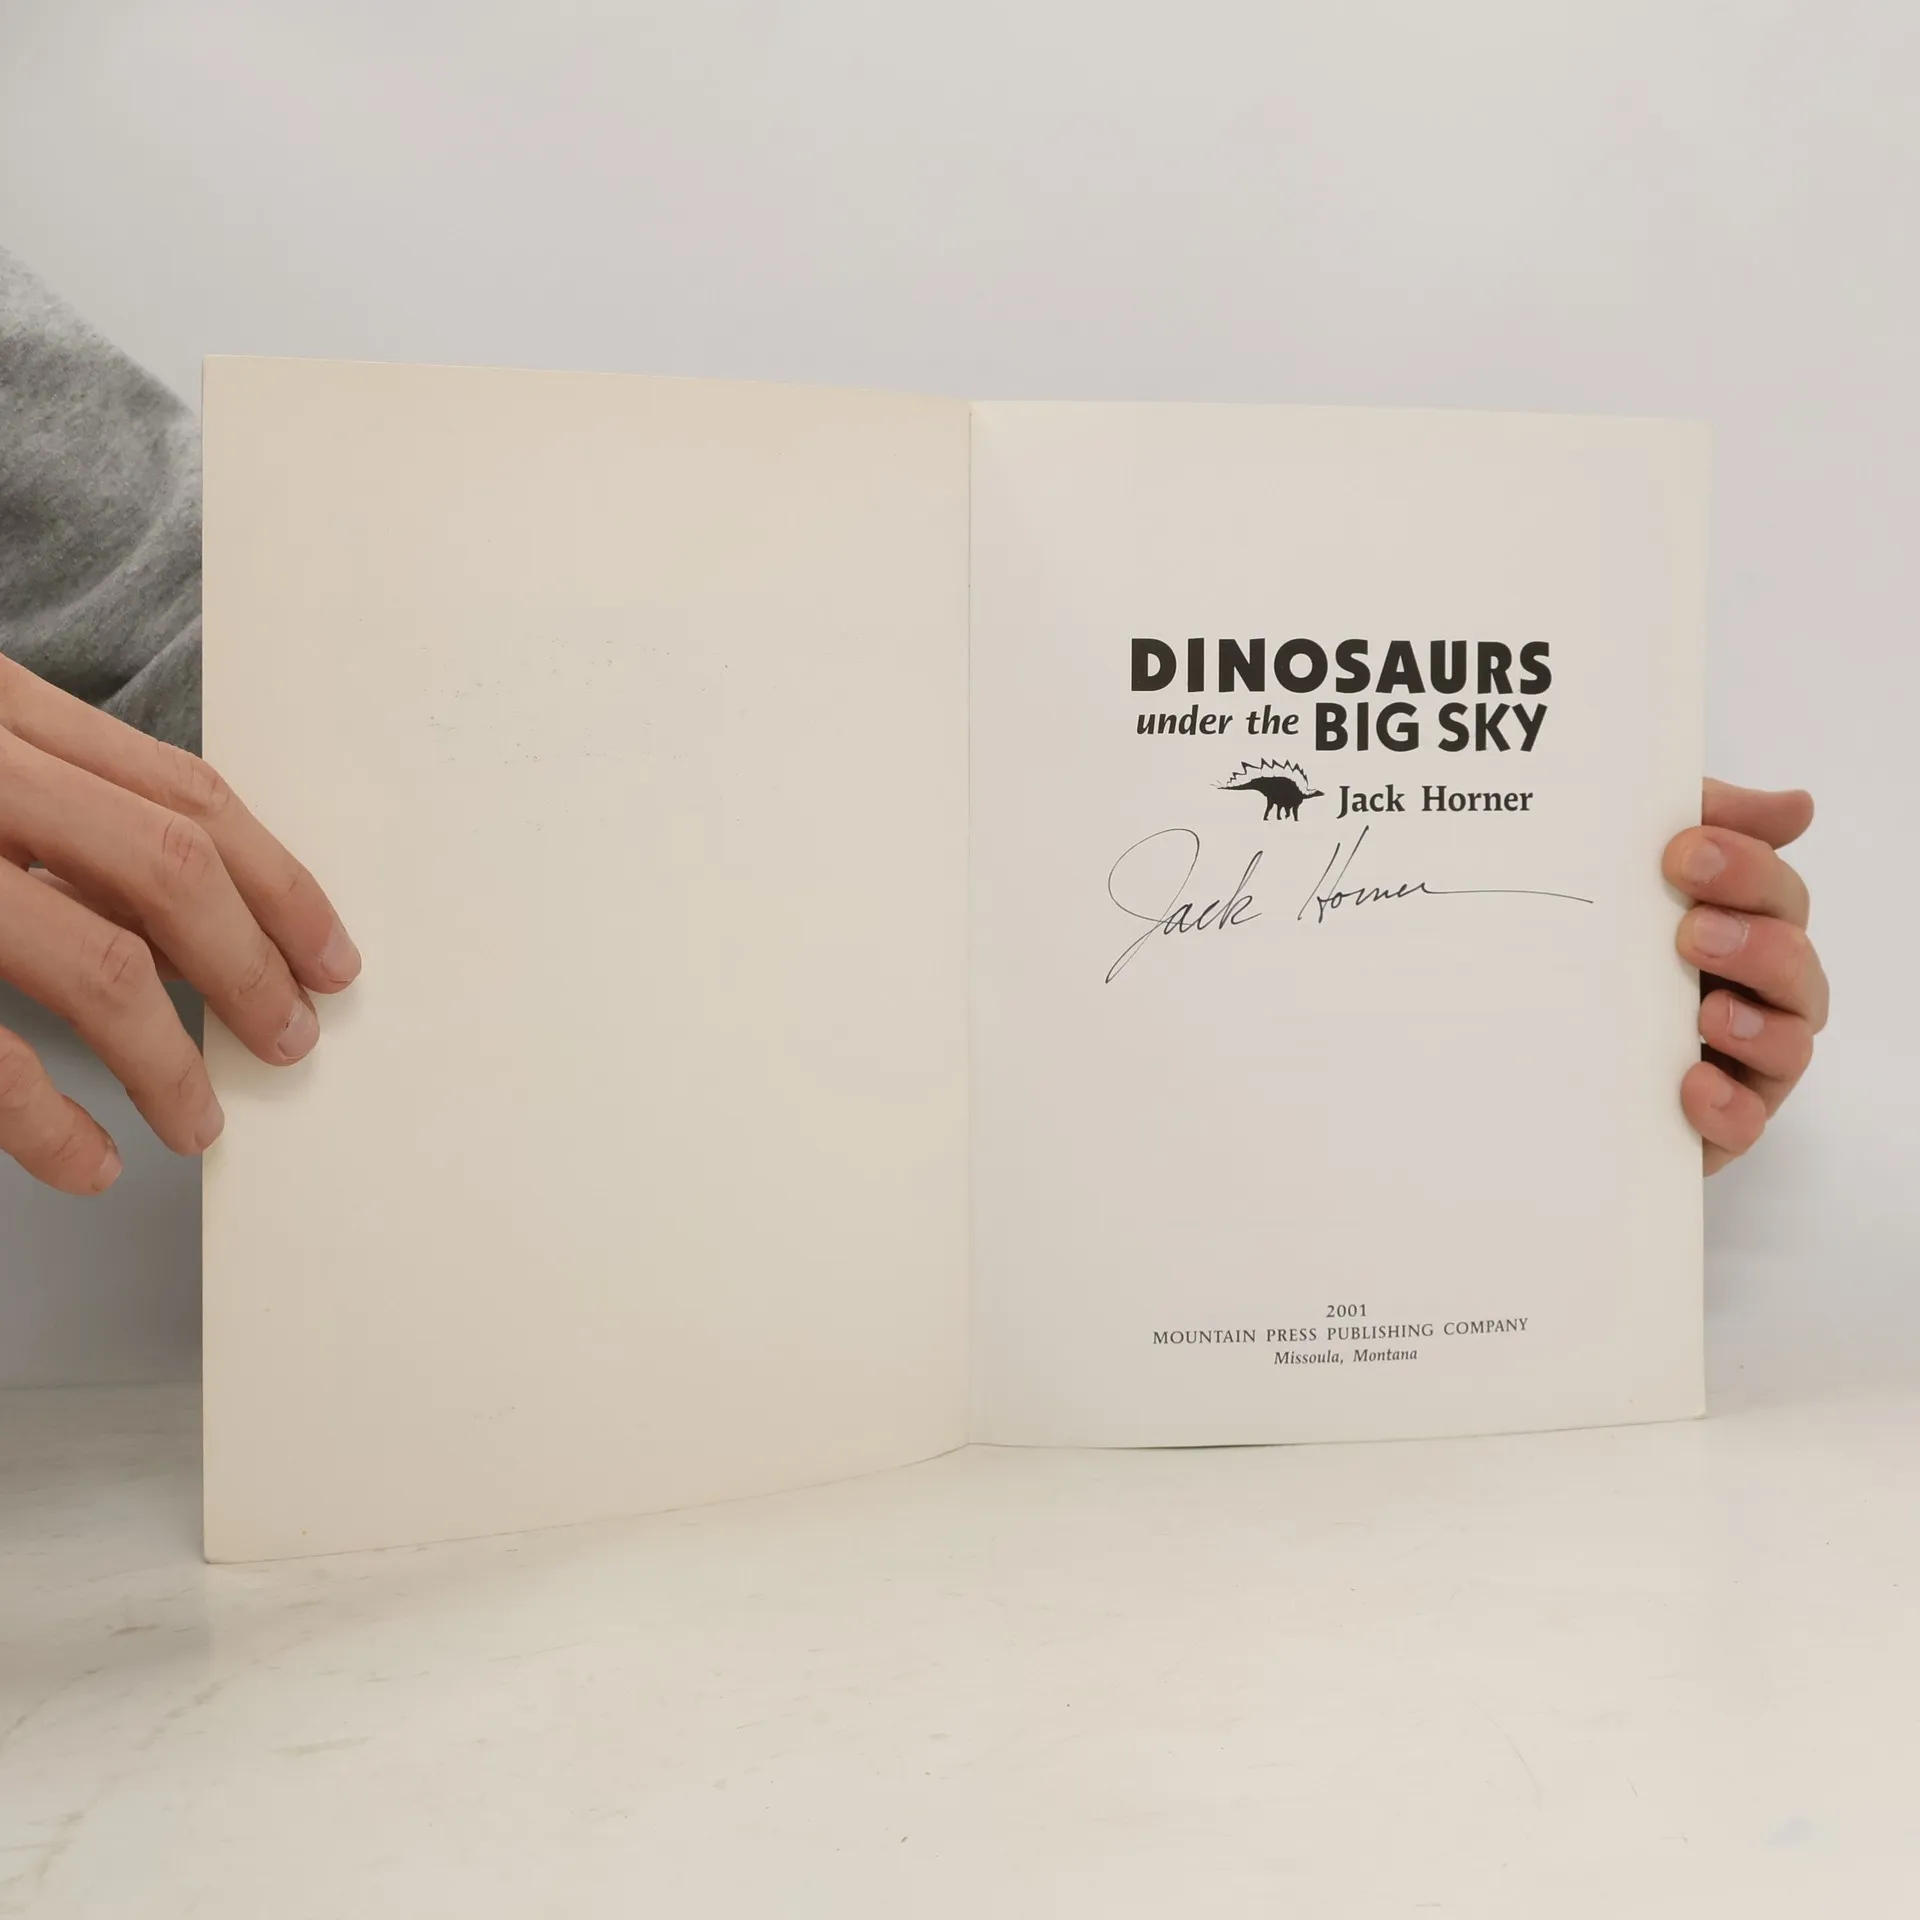 DINOSAURS
under the BIG SKY
Jack Horner
Jack Horner
2001
MOUNTAIN PRESS PUBLISHING COMPANY
Missoula, Montana